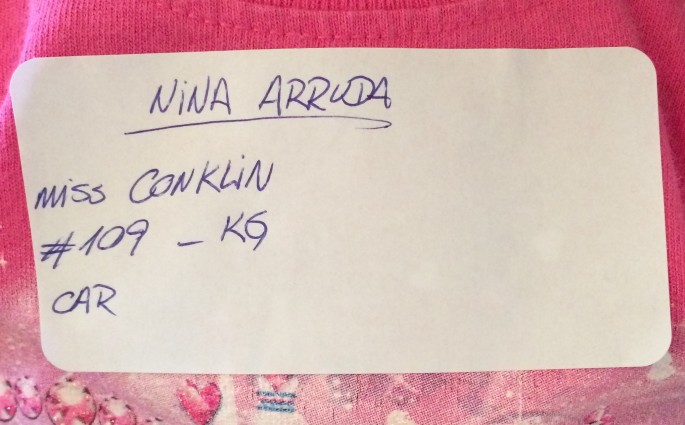 NiNA ARRUDA
Miss CONKLiN
#109 - KG
CAR